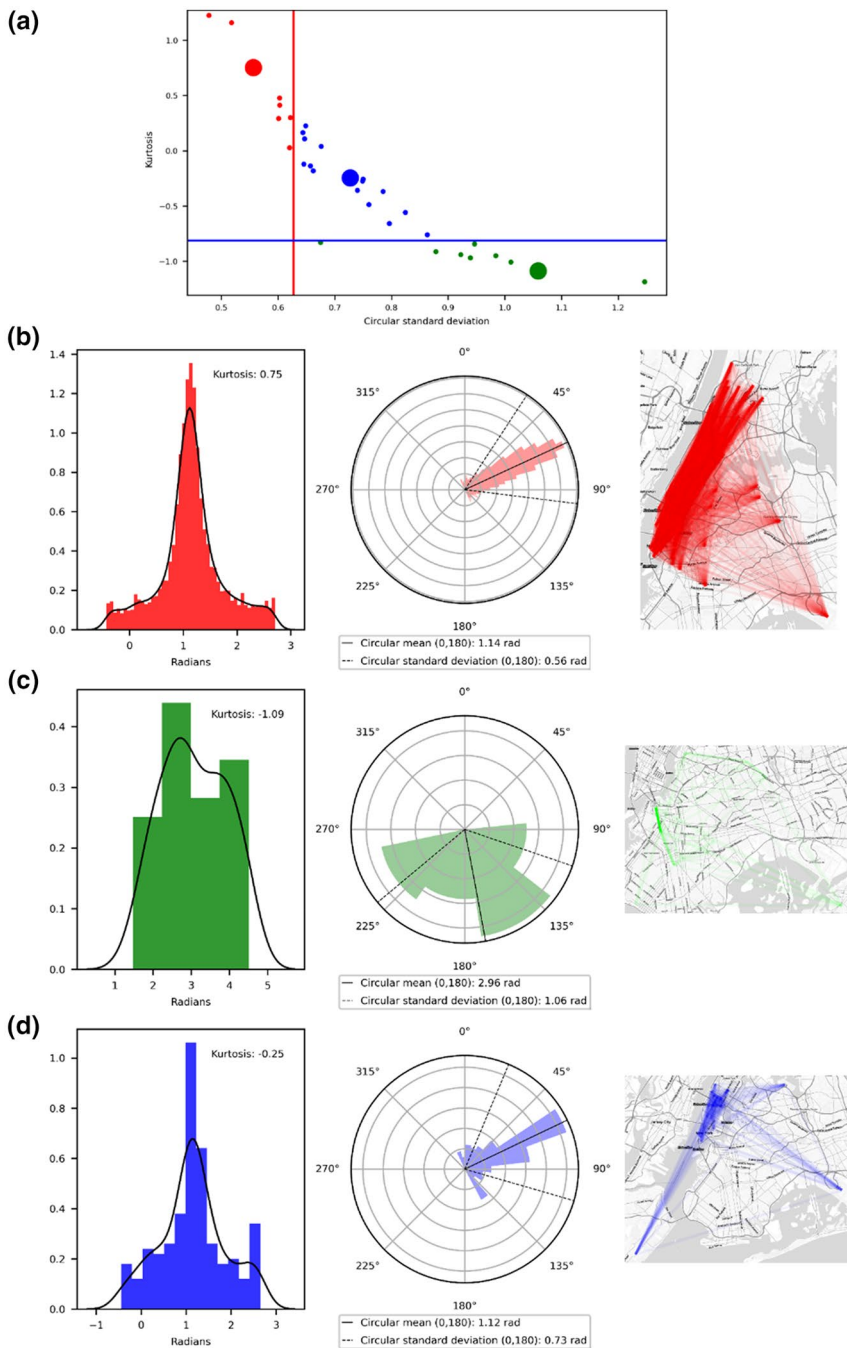 (a)
1.0
0.5
0.0
−0.5
−1.0
Kurtosis
0.5 0.6 0.7 0.8 0.9 1.0 1.1 1.2
Circular standard deviation
(b)
1.4
1.2
1.0
0.8
0.6
0.4
0.2
0.0
Kurtosis: 0.75
0 1 2 3
Radians
0°
45°
90°
135°
180°
225°
270°
315°
Circular mean (0,180): 1.14 rad
Circular standard deviation (0,180): 0.56 rad
(c)
0.4
0.3
0.2
0.1
0.0
Kurtosis: -1.09
1 2 3 4 5
Radians
0°
45°
90°
135°
180°
225°
270°
315°
Circular mean (0,180): 2.96 rad
Circular standard deviation (0,180): 1.06 rad
(d)
1.0
0.8
0.6
0.4
0.2
0.0
Kurtosis: -0.25
−1 0 1 2 3
Radians
0°
45°
90°
135°
180°
225°
270°
315°
Circular mean (0,180): 1.12 rad
Circular standard deviation (0,180): 0.73 rad